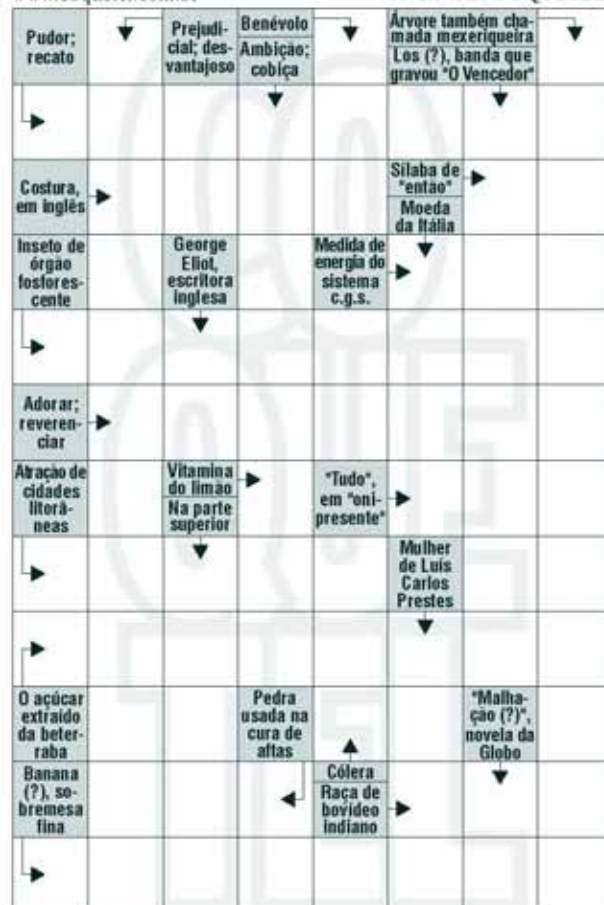 Pudor;
recato
Prejudi-
cial; des-
vantajoso
Benévolo
Ambição;
cobiça
Árvore também cha-
mada mexeriqueira
Los (?), banda que
gravou "O Vencedor"
Costura,
em inglês
Sílaba de
"então"
Moeda
da Itália
Inseto de
órgão
fosfores-
cente
George
Eliot,
escritora
inglesa
Medida de
energia do
sistema
c.g.s.
Adorar;
reveren-
ciar
Atração de
cidades
litorâ-
neas
Vitamina
do limão
Na parte
superior
"Tudo",
em "oni-
presente"
Mulher
de Luís
Carlos
Prestes
O açúcar
extraído
da beter-
raba
Pedra
usada na
cura de
aftas
"Malha-
ção (?)",
novela da
Globo
Banana
(?), so-
bremesa
fina
Cólera
Raça de
bovídeo
indiano